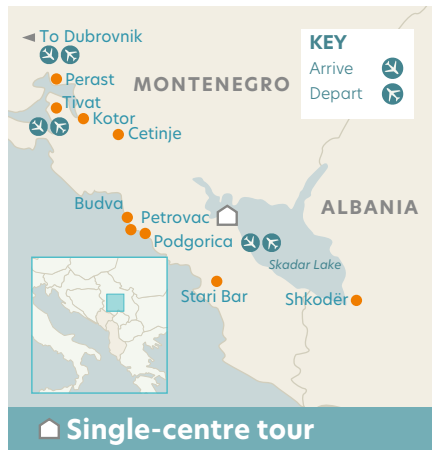 To Dubrovnik
KEY
Arrive
Depart
Perast
MONTENEGRO
Tivat
Kotor
Cetinje
Budva
Petrovac
ALBANIA
Podgorica
Skadar Lake
Stari Bar
Shkodër
Single-centre tour